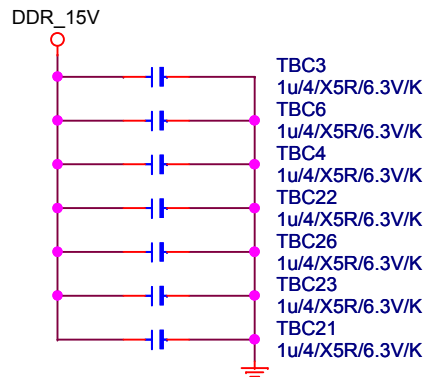 DDR_15V
TBC3
1u/4/X5R/6.3V/K
TBC6
1u/4/X5R/6.3V/K
TBC4
1u/4/X5R/6.3V/K
TBC22
1u/4/X5R/6.3V/K
TBC26
1u/4/X5R/6.3V/K
TBC23
1u/4/X5R/6.3V/K
TBC21
1u/4/X5R/6.3V/K